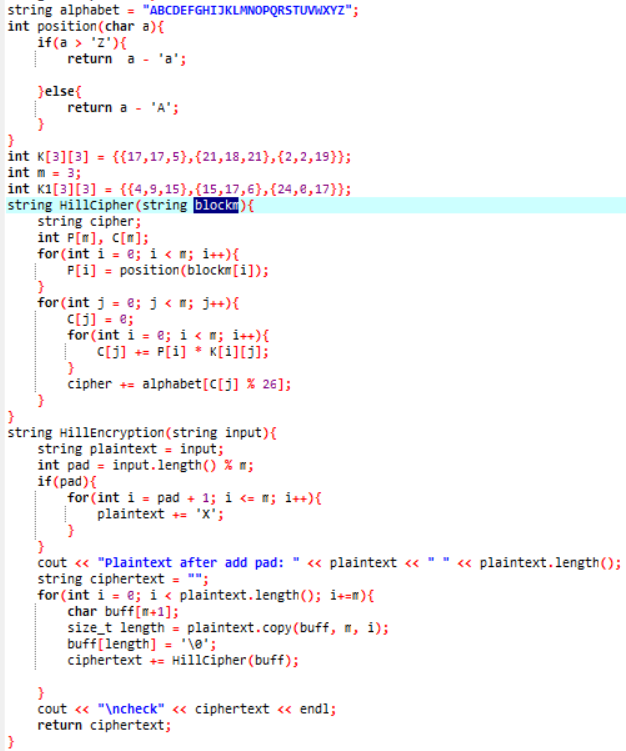 string alphabet = "ABCDEFGHIJKLMNOPQRSTUVWXYZ";
int position(char a){
    if(a > 'Z'){
        return  a - 'a';

    }else{
        return a - 'A';
    }
}
int K[3][3] = {{17,17,5},{21,18,21},{2,2,19}};
int m = 3;
int K1[3][3] = {{4,9,15},{15,17,6},{24,0,17}};
string HillCipher(string blockm){
    string cipher;
    int P[m], C[m];
    for(int i = 0; i < m; i++){
        P[i] = position(blockm[i]);
    }
    for(int j = 0; j < m; j++){
        C[j] = 0;
        for(int i = 0; i < m; i++){
            C[j] += P[i] * K[i][j];
        }
        cipher += alphabet[C[j] % 26];
    }
}
string HillEncryption(string input){
    string plaintext = input;
    int pad = input.length() % m;
    if(pad){
        for(int i = pad + 1; i <= m; i++){
            plaintext += 'X';
        }
    }
    cout << "Plaintext after add pad: " << plaintext << " " << plaintext.length();
    string ciphertext = "";
    for(int i = 0; i < plaintext.length(); i+=m){
        char buff[m+1];
        size_t length = plaintext.copy(buff, m, i);
        buff[length] = '\0';
        ciphertext += HillCipher(buff);

    }
    cout << "\ncheck" << ciphertext << endl;
    return ciphertext;
}